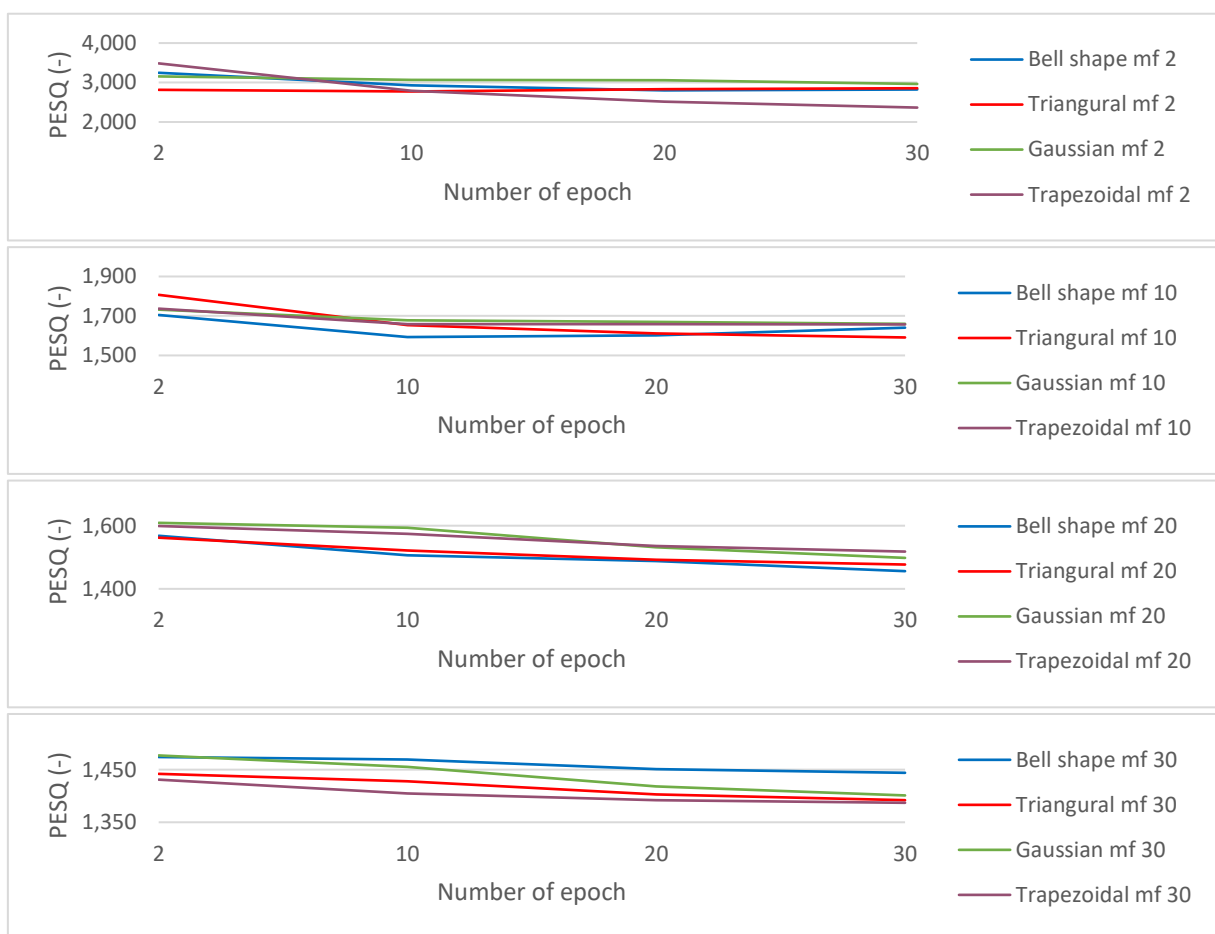 4,000
3,000
2,000
PESQ (-)
2 10 20 30
Number of epoch
Bell shape mf 2
Triangural mf 2
Gaussian mf 2
Trapezoidal mf 2
1,900
1,700
1,500
PESQ (-)
2 10 20 30
Number of epoch
Bell shape mf 10
Triangural mf 10
Gaussian mf 10
Trapezoidal mf 10
1,600
1,400
PESQ (-)
2 10 20 30
Number of epoch
Bell shape mf 20
Triangural mf 20
Gaussian mf 20
Trapezoidal mf 20
1,450
1,350
PESQ (-)
2 10 20 30
Number of epoch
Bell shape mf 30
Triangural mf 30
Gaussian mf 30
Trapezoidal mf 30